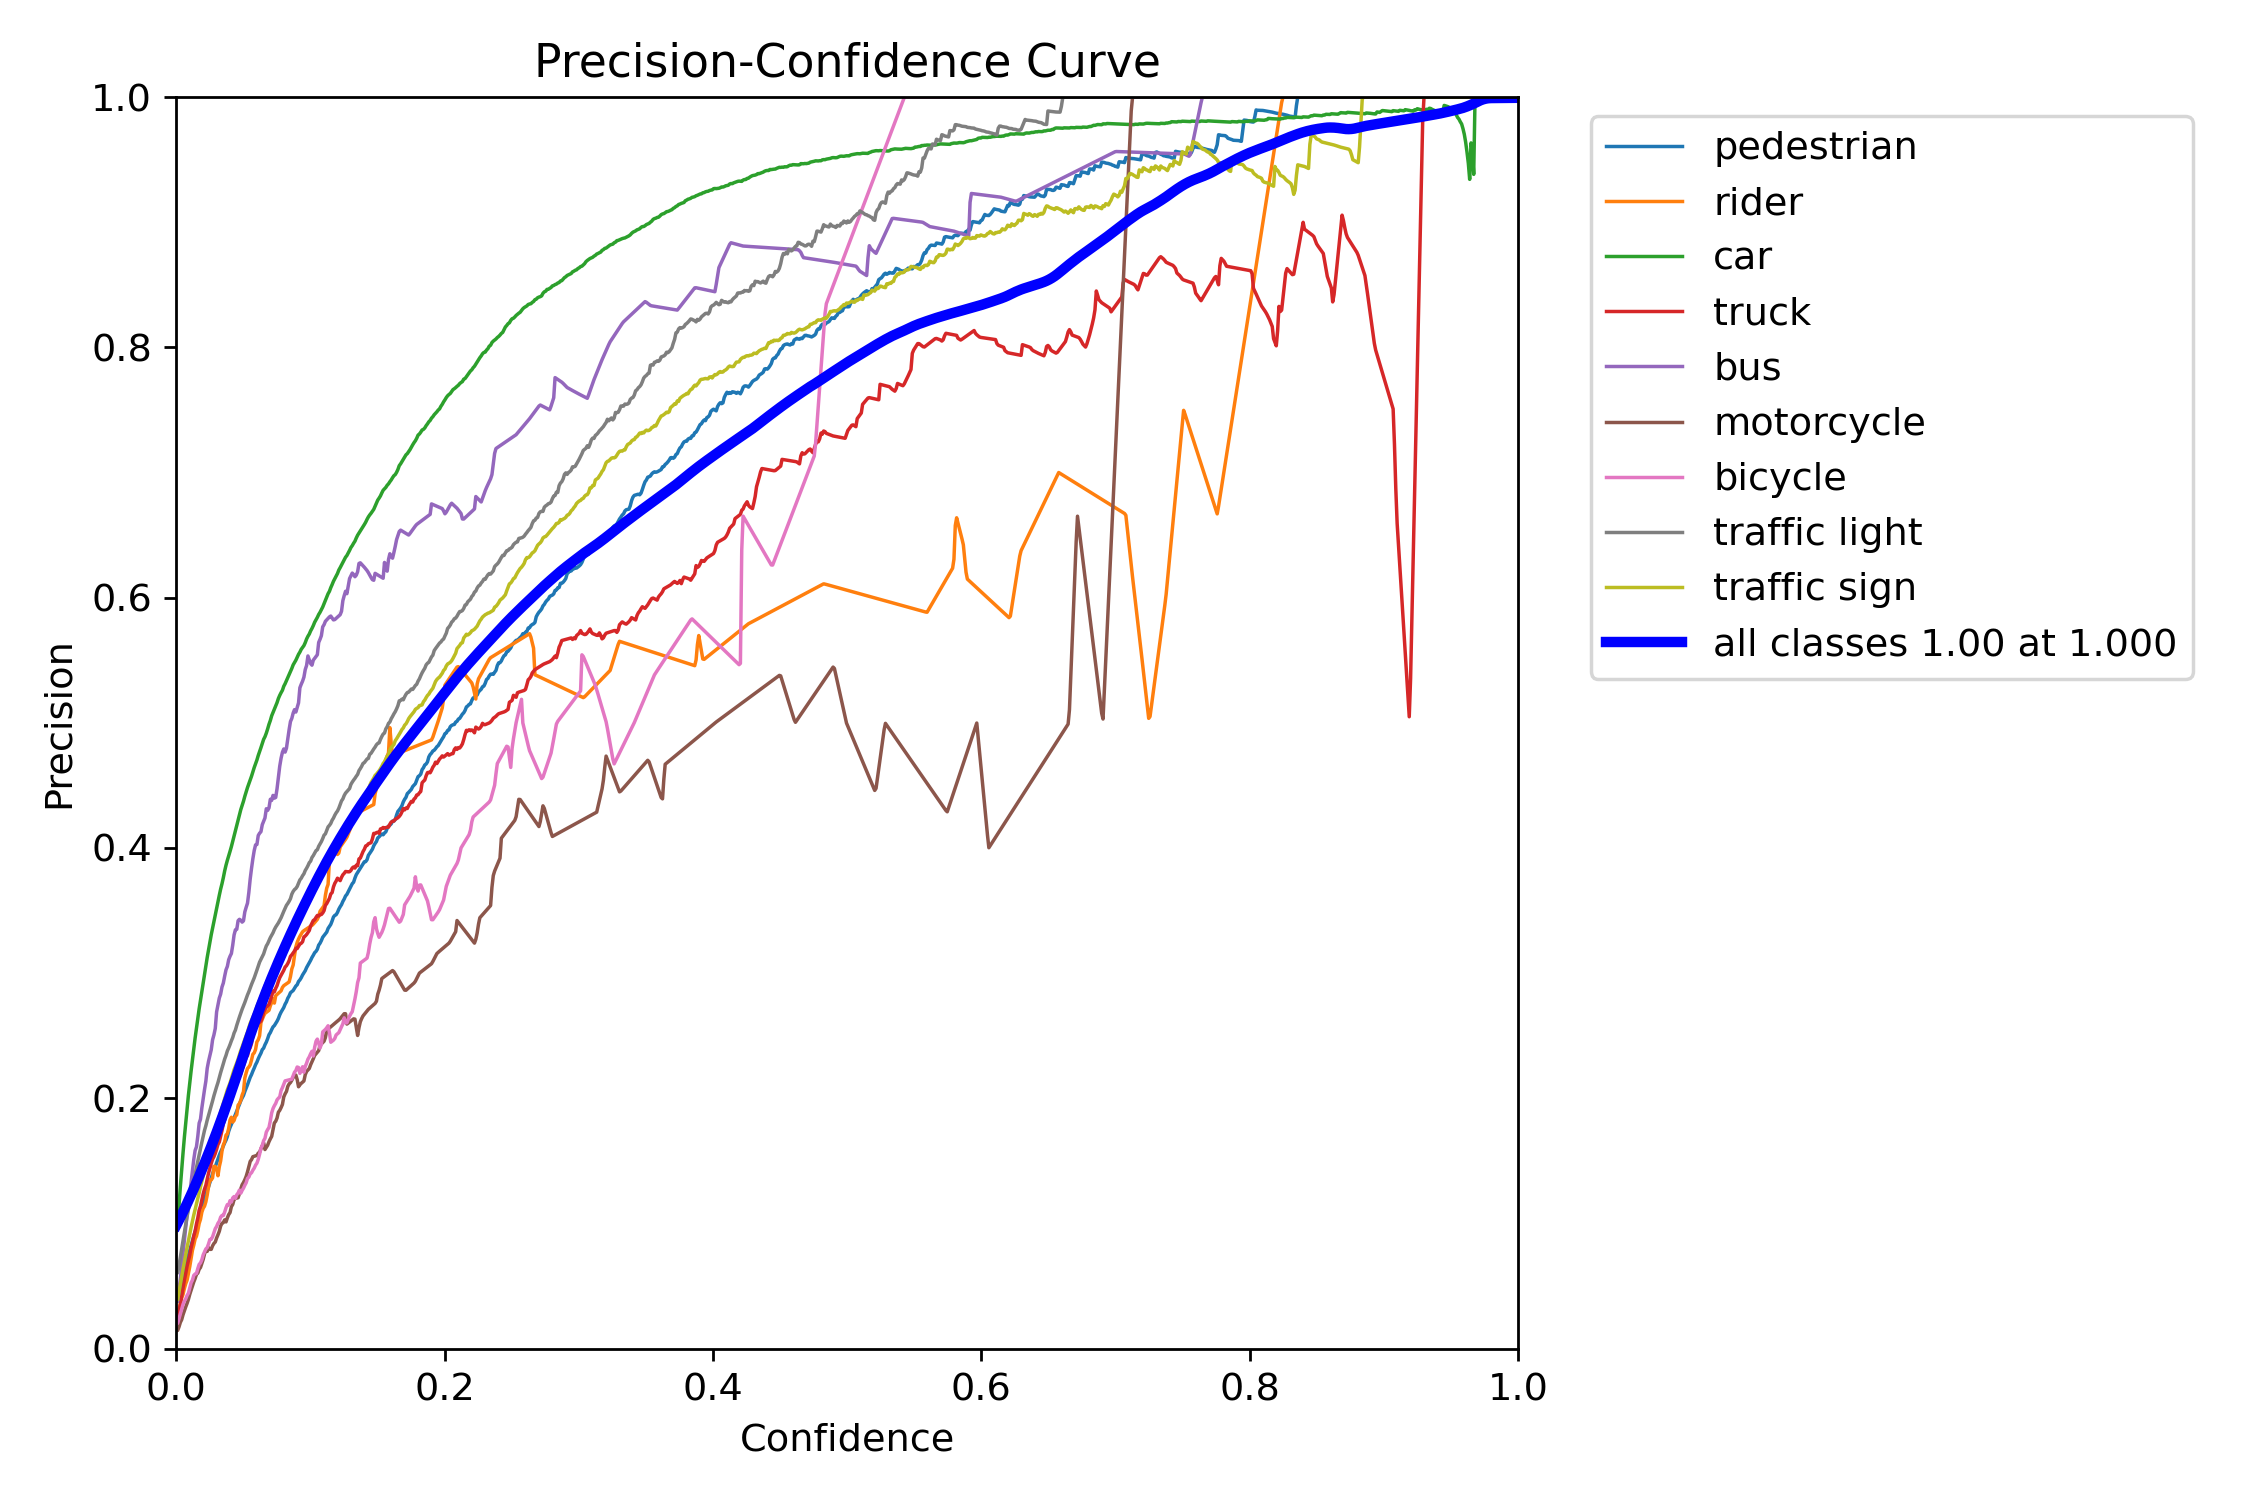 Precision-Confidence Curve
1.0
0.8
0.6
0.4
0.2
0.0
Precision
0.0 0.2 0.4 0.6 0.8 1.0
Confidence
pedestrian
rider
car
truck
bus
motorcycle
bicycle
traffic light
traffic sign
all classes 1.00 at 1.000